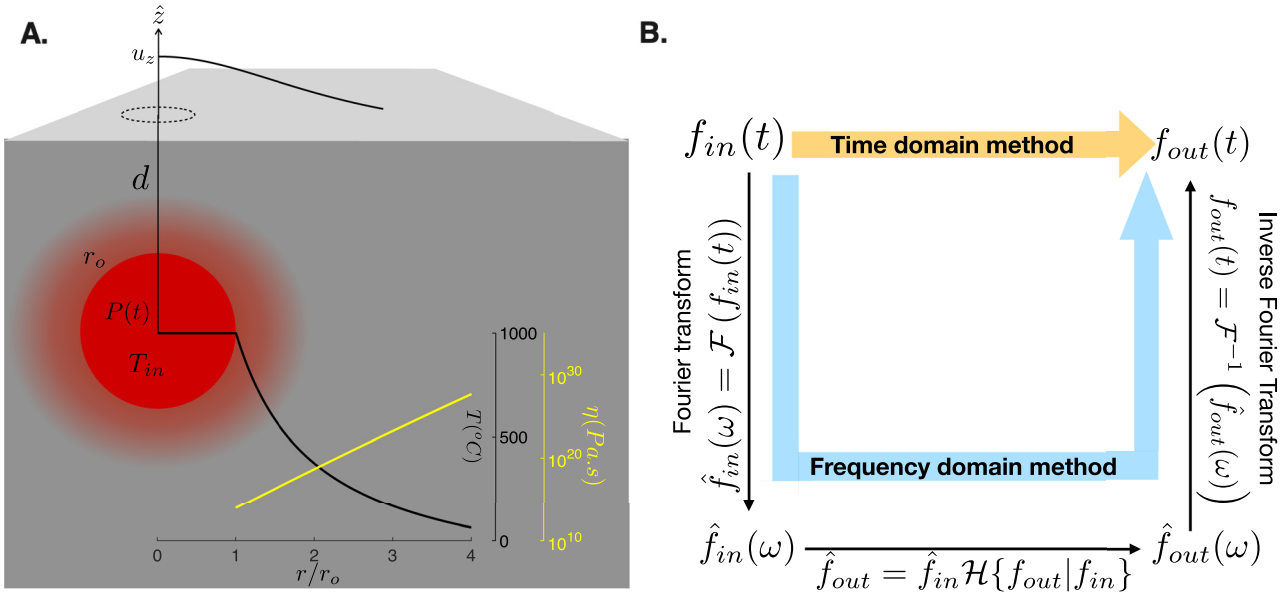 A.
ẑ
u_z
d
r_o
P(t)
T_in
1000
500
0
T(°C)
10^30
10^20
10^10
η(Pa.s)
0 1 2 3 4
r/r_o
B.
f_in(t)
Time domain method
f_out(t)
Fourier transform
f̂_in(ω) = ℱ (f_in(t))
f_out(t) = ℱ^−1 (f̂_out(ω))
Inverse Fourier Transform
Frequency domain method
f̂_in(ω)
f̂_out(ω)
f̂_out = f̂_in ℋ{f_out|f_in}